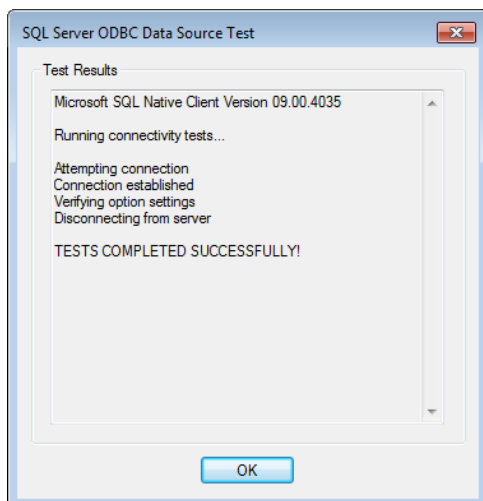 SQL Server ODBC Data Source Test
Test Results
Microsoft SQL Native Client Version 09.00.4035
Running connectivity tests...
Attempting connection
Connection established
Verifying option settings
Disconnecting from server
TESTS COMPLETED SUCCESSFULLY!
OK